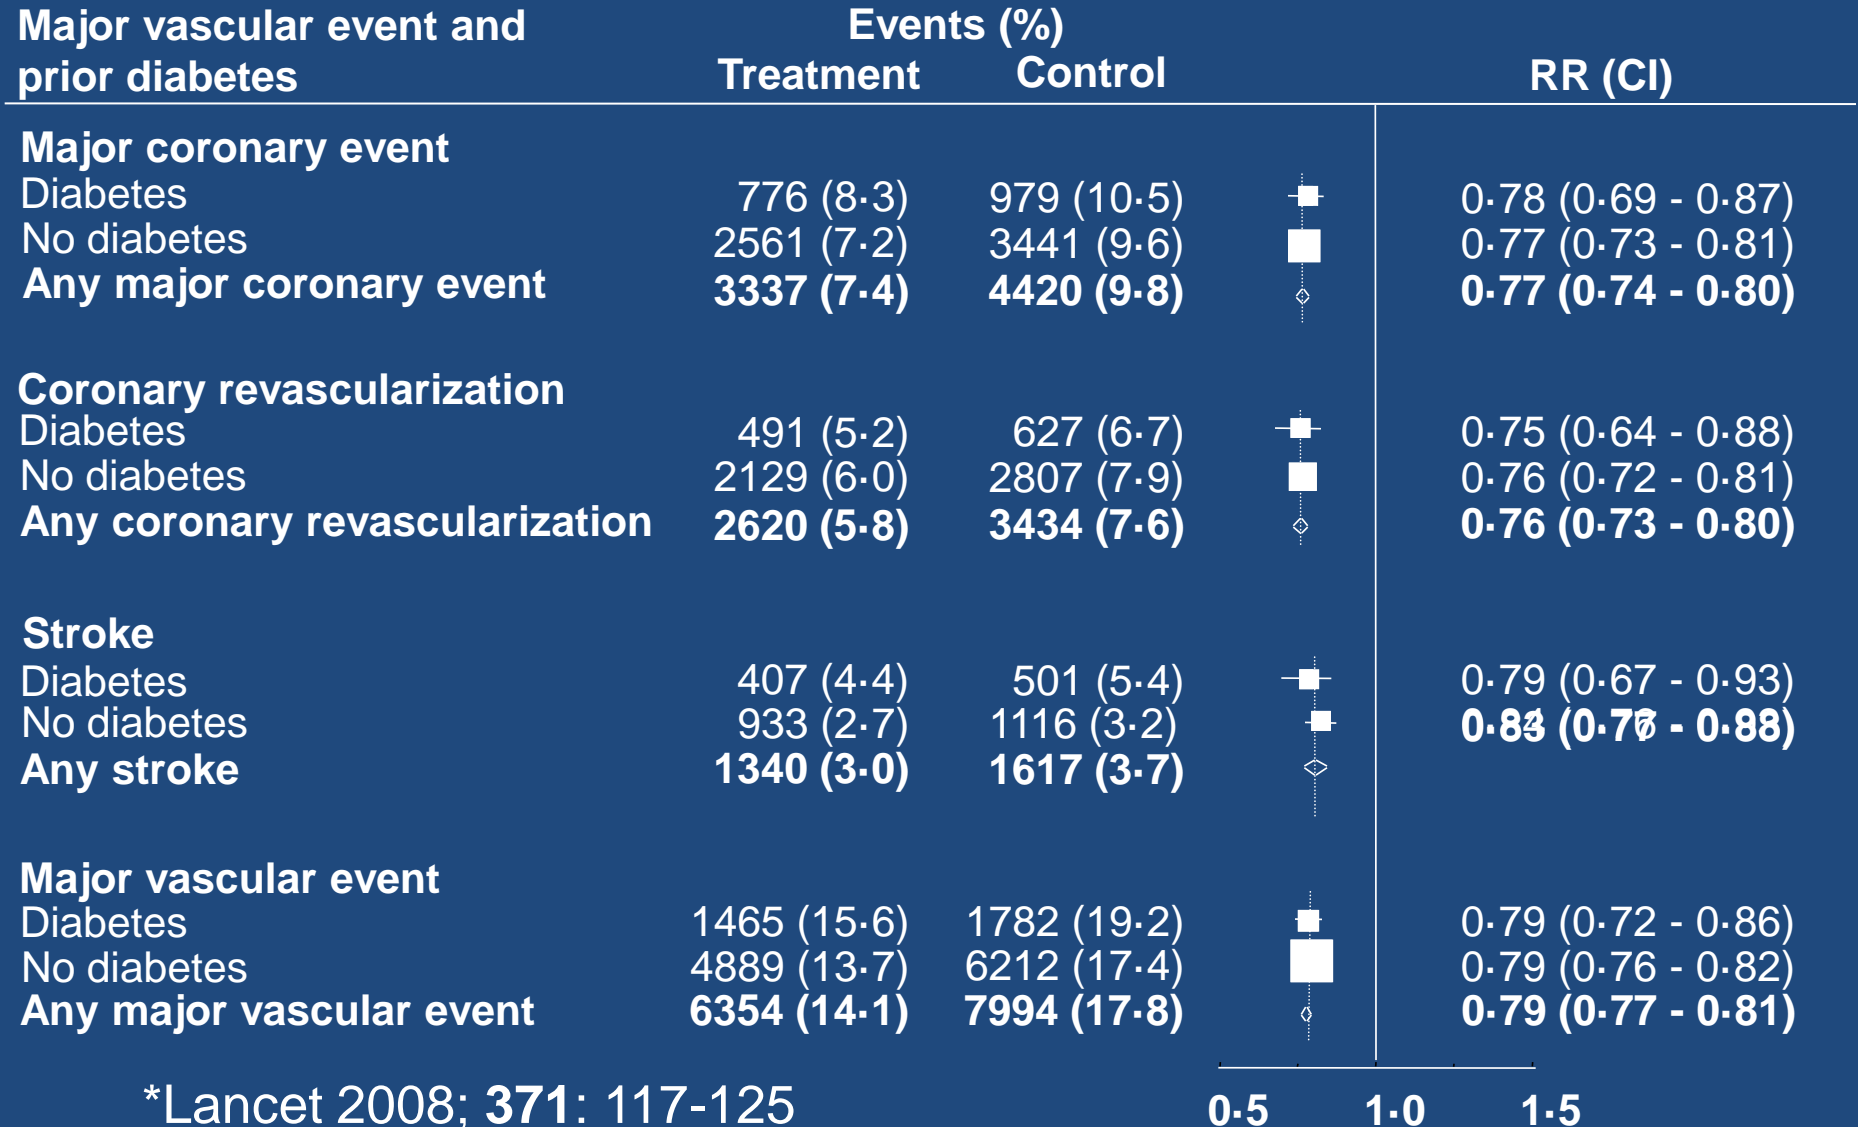 Major vascular event and Events (%)
prior diabetes Treatment Control RR (CI)
Major coronary event
Diabetes 776 (8·3) 979 (10·5) 0·78 (0·69 - 0·87)
No diabetes 2561 (7·2) 3441 (9·6) 0·77 (0·73 - 0·81)
Any major coronary event 3337 (7·4) 4420 (9·8) 0·77 (0·74 - 0·80)
Coronary revascularization
Diabetes 491 (5·2) 627 (6·7) 0·75 (0·64 - 0·88)
No diabetes 2129 (6·0) 2807 (7·9) 0·76 (0·72 - 0·81)
Any coronary revascularization 2620 (5·8) 3434 (7·6) 0·76 (0·73 - 0·80)
Stroke
Diabetes 407 (4·4) 501 (5·4) 0·79 (0·67 - 0·93)
No diabetes 933 (2·7) 1116 (3·2) 0·83 (0·77 - 0·88)
Any stroke 1340 (3·0) 1617 (3·7)
Major vascular event
Diabetes 1465 (15·6) 1782 (19·2) 0·79 (0·72 - 0·86)
No diabetes 4889 (13·7) 6212 (17·4) 0·79 (0·76 - 0·82)
Any major vascular event 6354 (14·1) 7994 (17·8) 0·79 (0·77 - 0·81)
*Lancet 2008; 371: 117-125 0·5 1·0 1·5